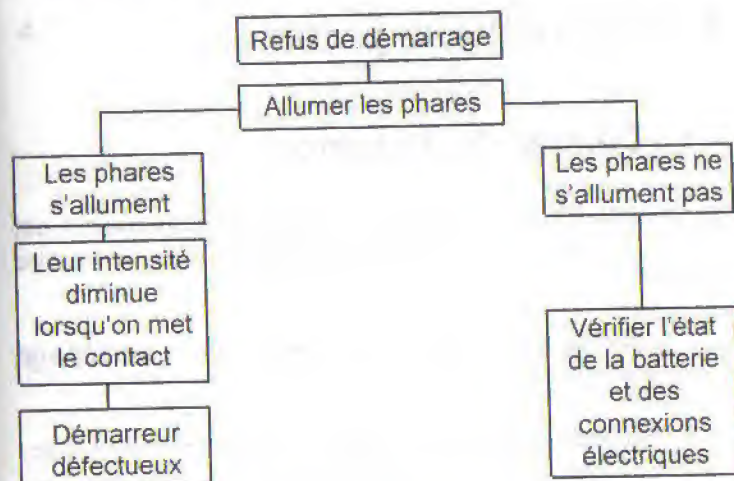 Refus de démarrage
Allumer les phares
Les phares
s'allument
Leur intensité
diminue
lorsqu'on met
le contact
Démarreur
défectueux
Les phares ne
s'allument pas
Vérifier l'état
de la batterie
et des
connexions
électriques